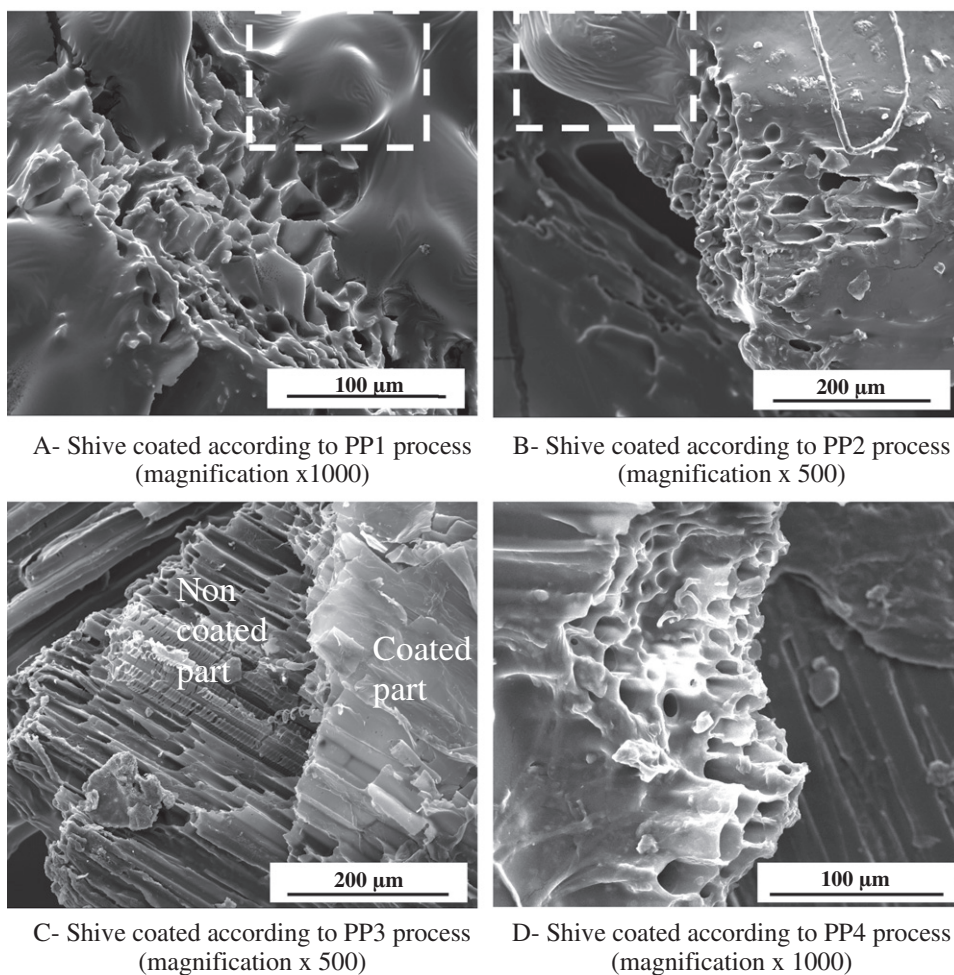 100 μm
200 μm
A- Shive coated according to PP1 process
(magnification x1000)
B- Shive coated according to PP2 process
(magnification x 500)
Non
coated
part
Coated
part
200 μm
100 μm
C- Shive coated according to PP3 process
(magnification x 500)
D- Shive coated according to PP4 process
(magnification x 1000)